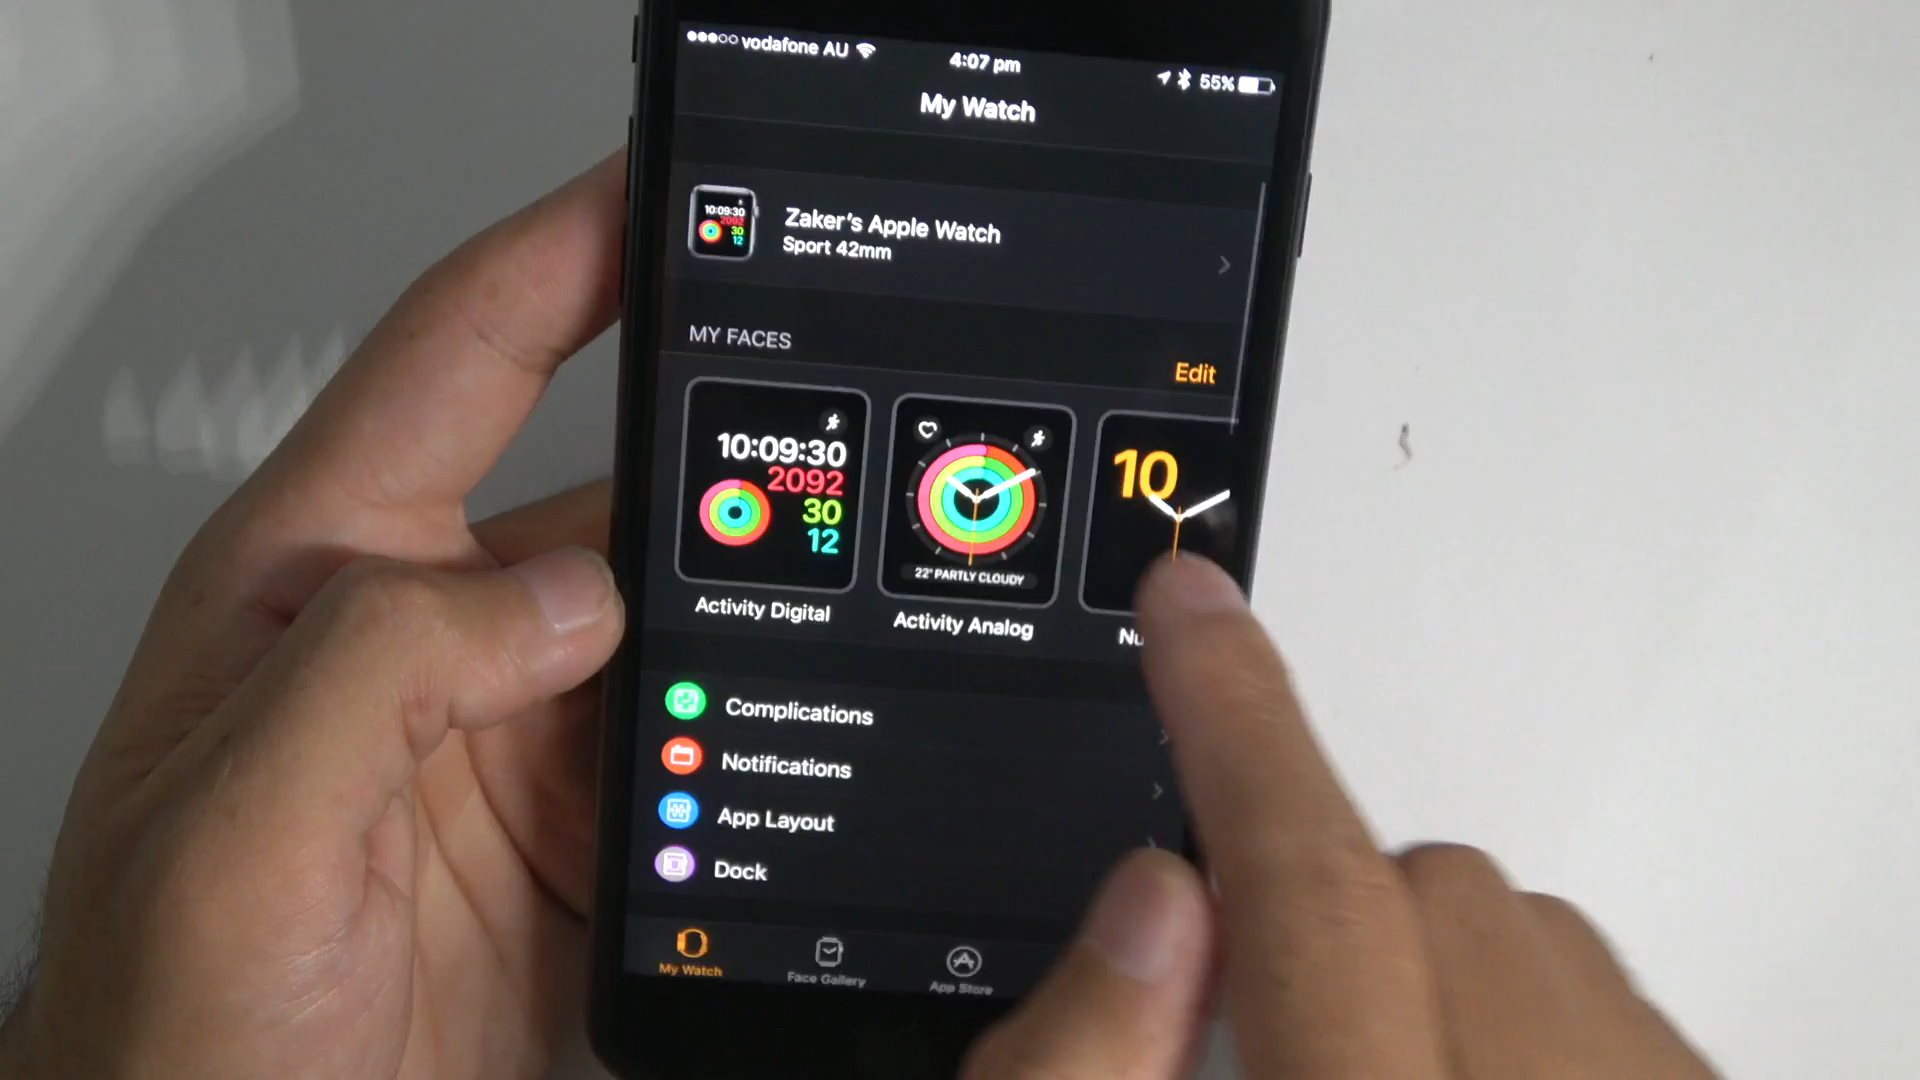 vodafone AU
4:07 pm
55%
My Watch
10:09:30
2092
30
12
Zaker's Apple Watch
Sport 42mm
MY FACES
Edit
10:09:30
2092
30
12
22° PARTLY CLOUDY
10
Activity Digital
Activity Analog
Complications
Notifications
App Layout
Dock
My Watch
Face Gallery
App Store